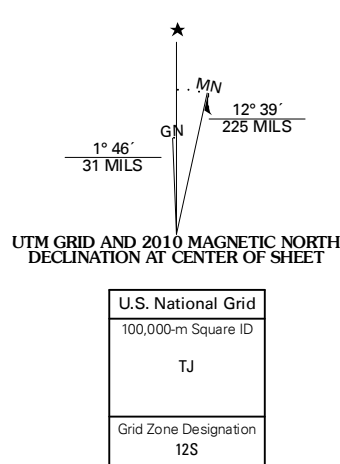 ★
MN
GN
12° 39´
225 MILS
1° 46´
31 MILS
UTM GRID AND 2010 MAGNETIC NORTH
DECLINATION AT CENTER OF SHEET
U.S. National Grid
100,000-m Square ID
TJ
Grid Zone Designation
12S